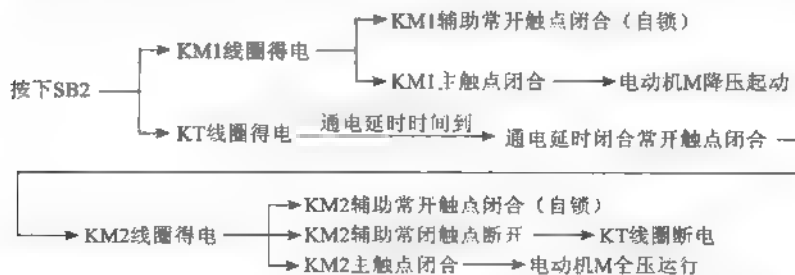 KM1辅助常开触点闭合（自锁）
KM1线圈得电
KM1主触点闭合
电动机M降压起动
按下SB2
通电延时时间到
KT线圈得电
通电延时闭合常开触点闭合
KM2辅助常开触点闭合（自锁）
KM2线圈得电
KM2辅助常闭触点断开
KT线圈断电
KM2主触点闭合
电动机M全压运行